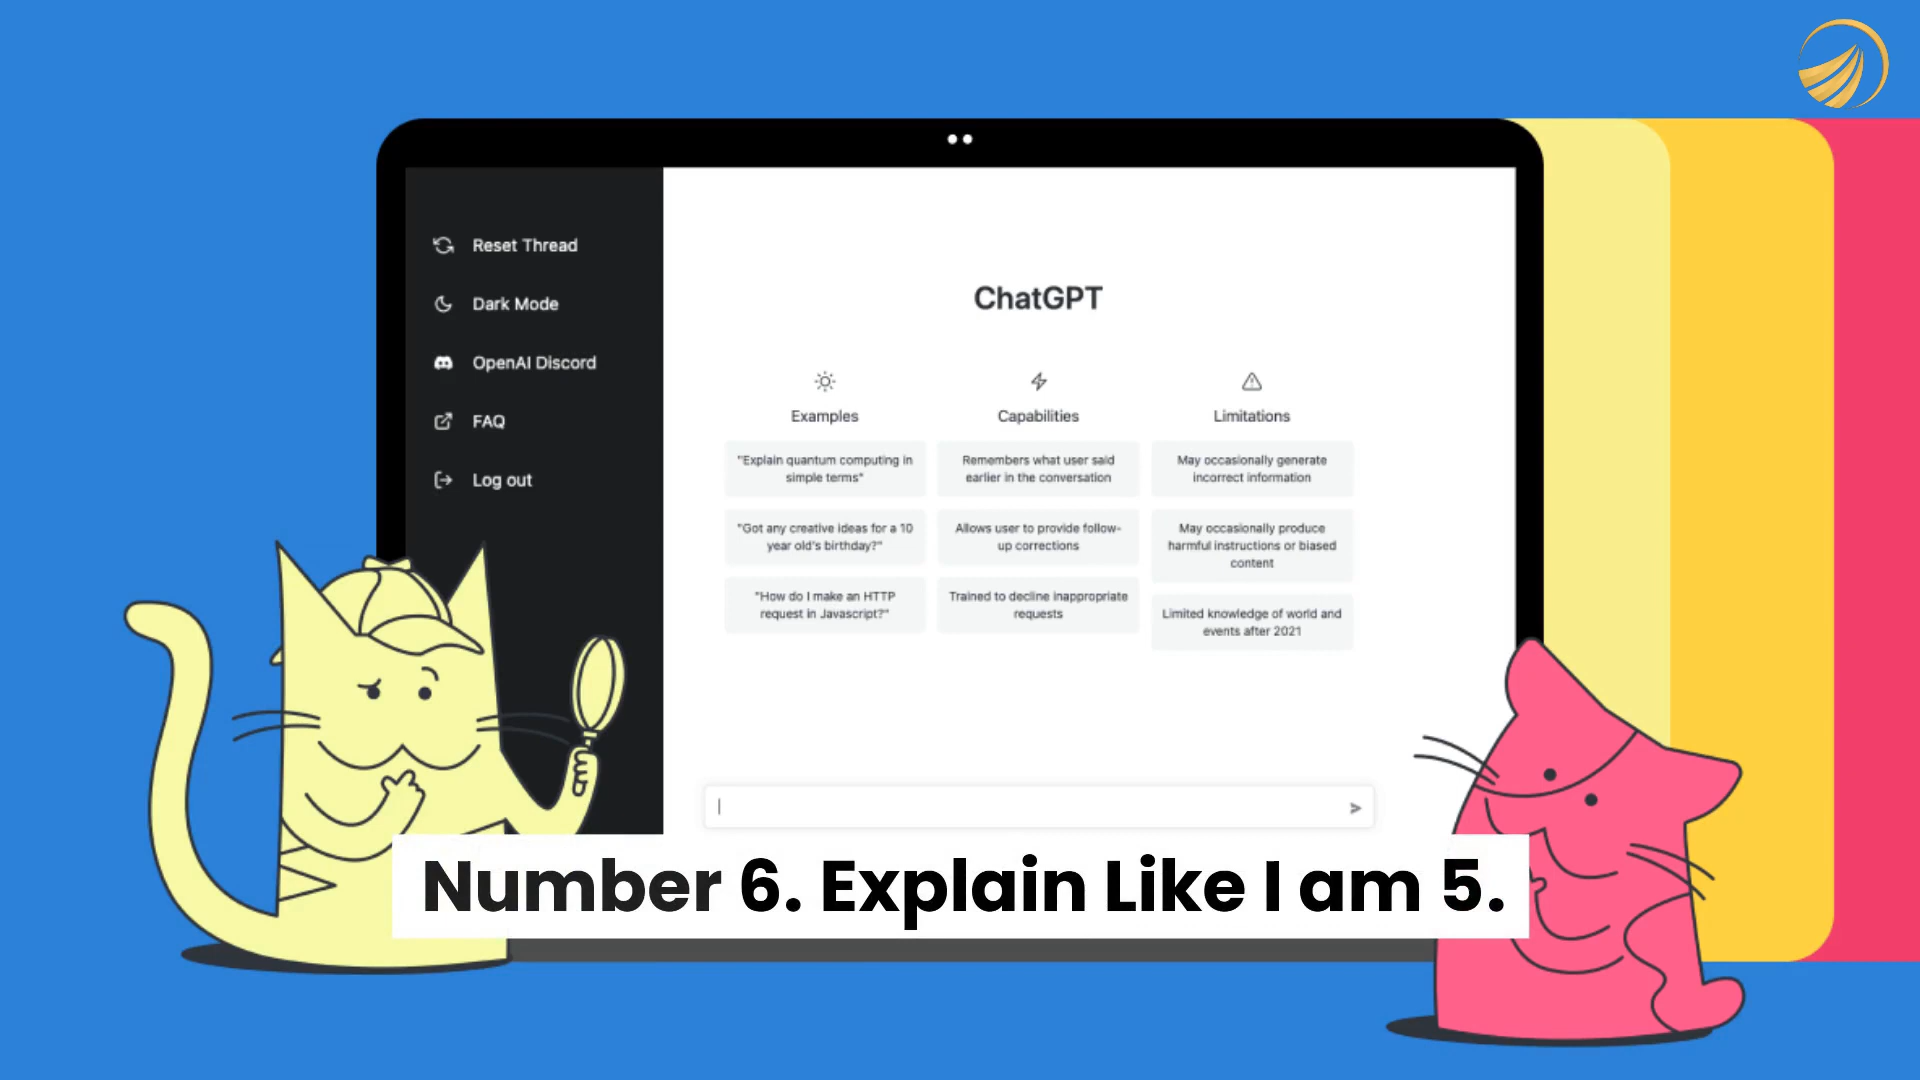 Reset Thread
Dark Mode
OpenAI Discord
FAQ
Log out
ChatGPT
Examples
"Explain quantum computing in
simple terms"
"Got any creative ideas for a 10
year old's birthday?"
"How do I make an HTTP
request in Javascript?"
Capabilities
Remembers what user said
earlier in the conversation
Allows user to provide follow-
up corrections
Trained to decline inappropriate
requests
Limitations
May occasionally generate
incorrect information
May occasionally produce
harmful instructions or biased
content
Limited knowledge of world and
events after 2021
Number 6. Explain Like I am 5.